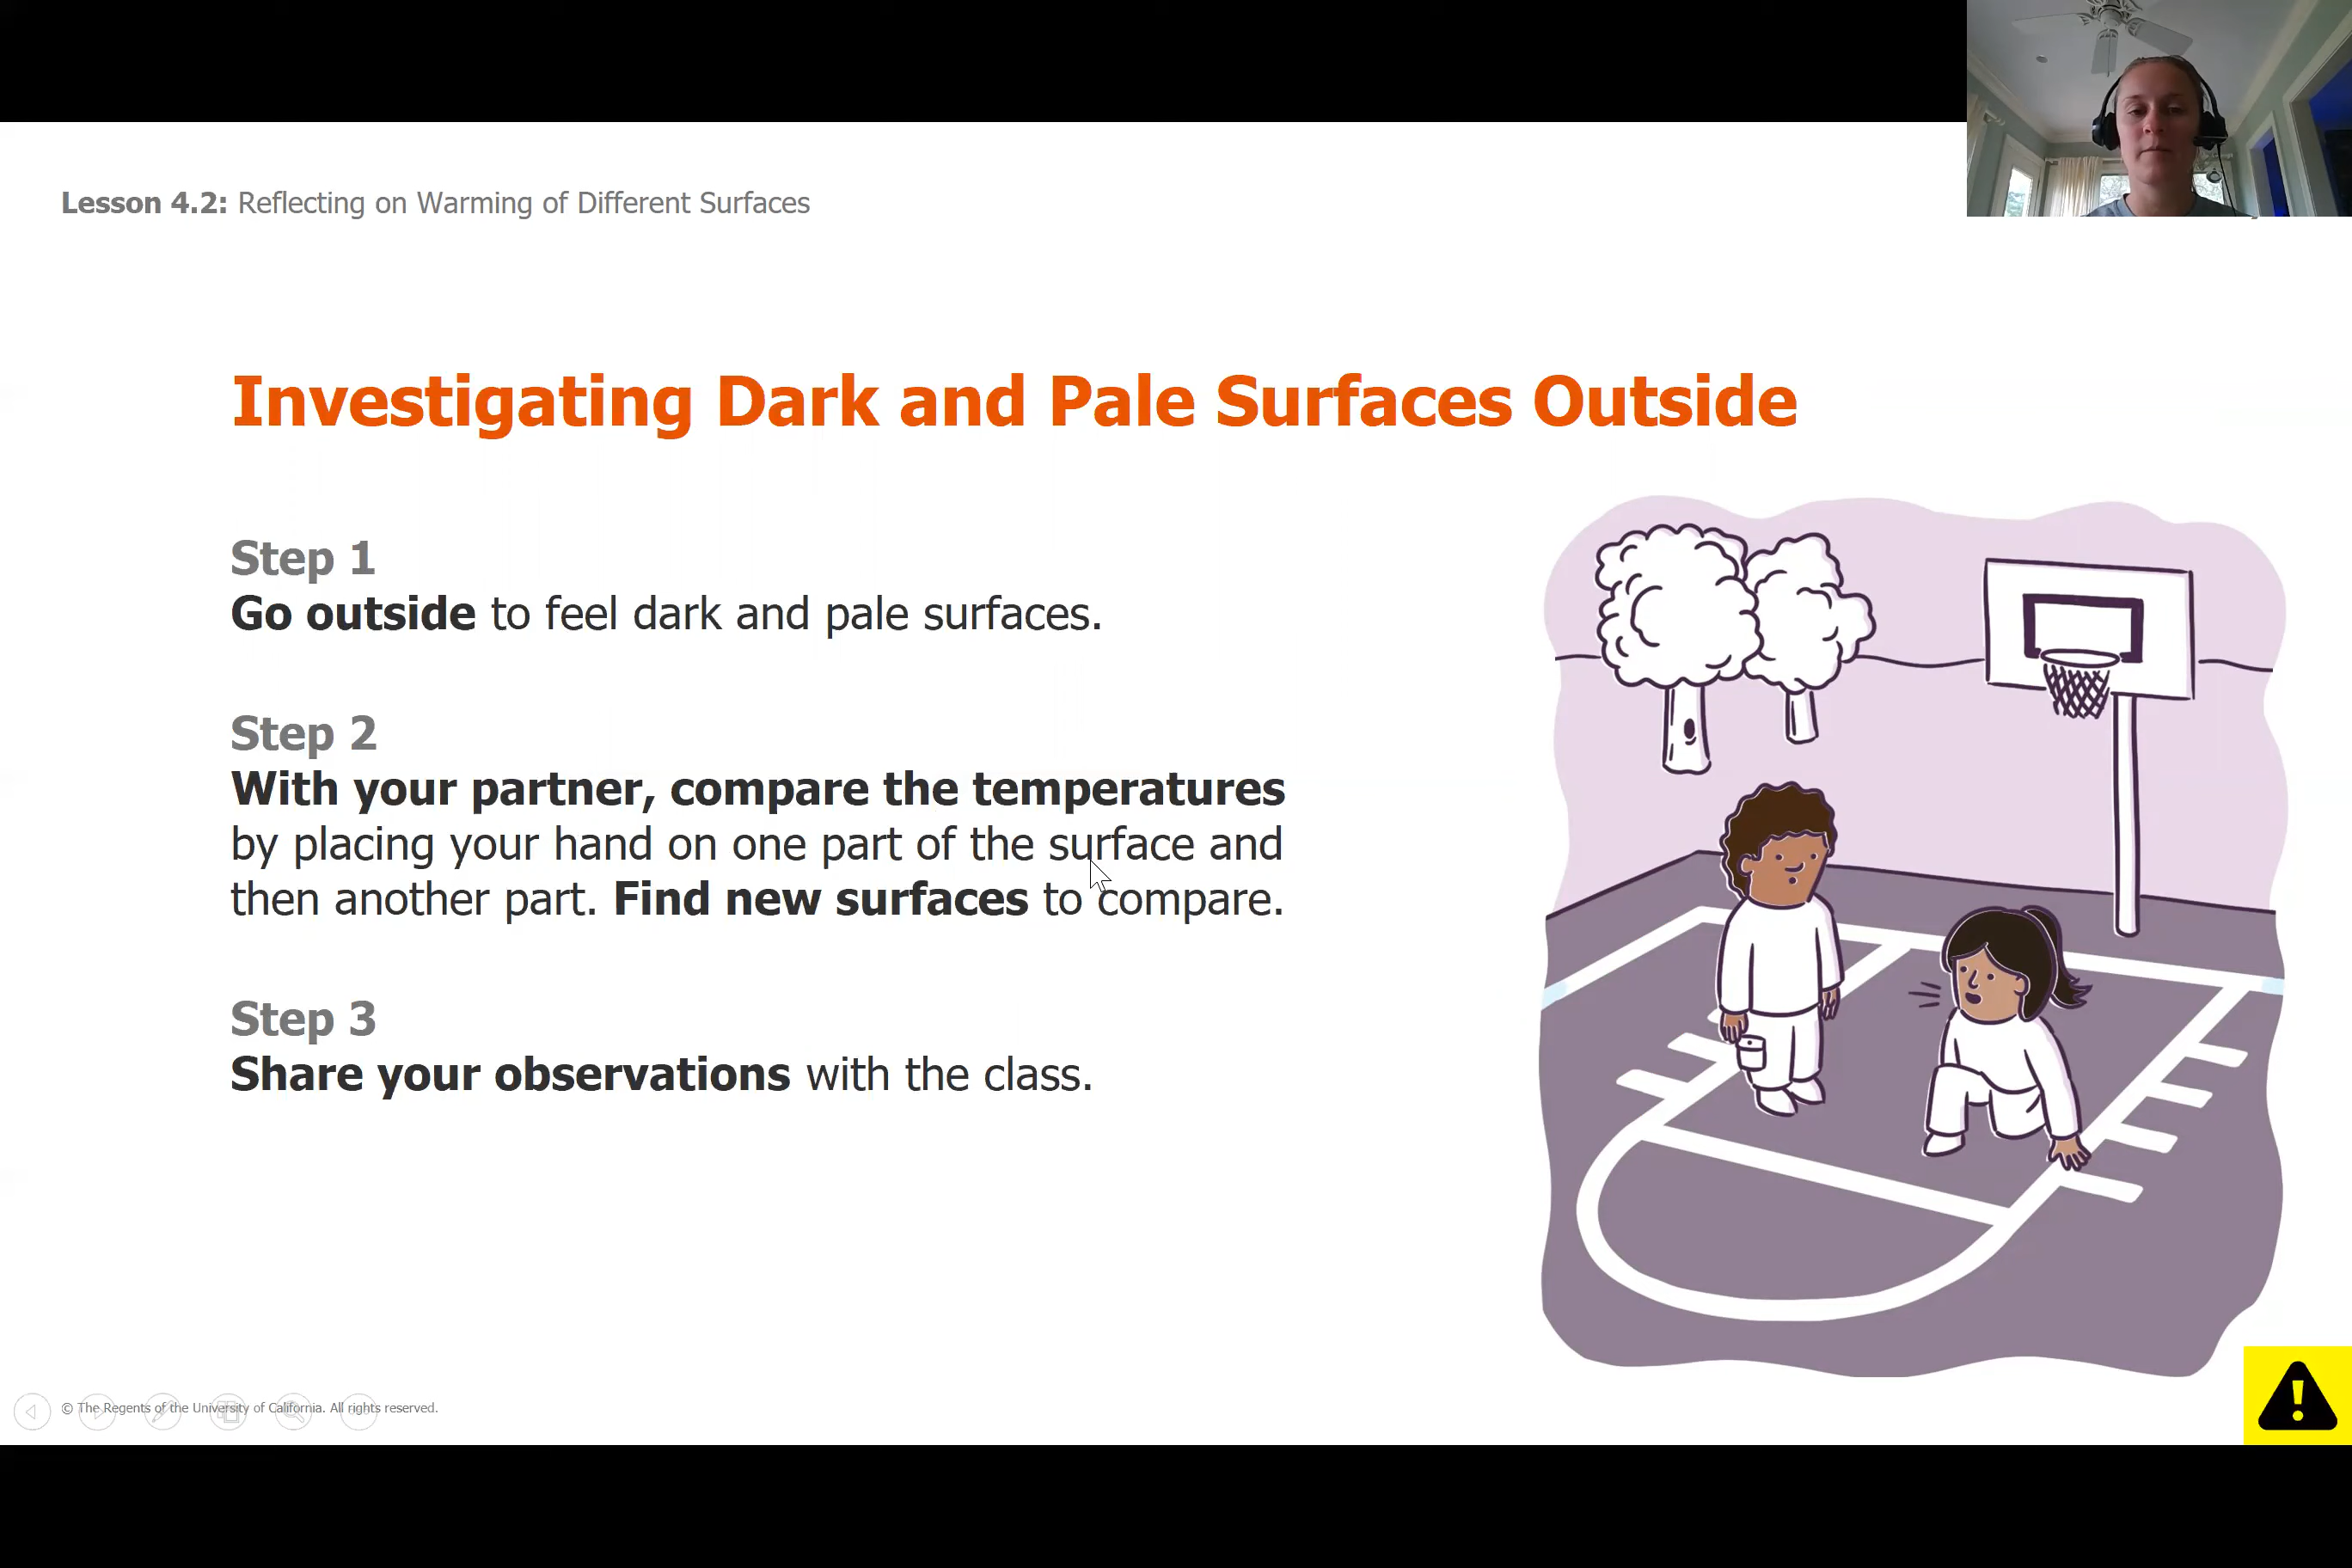 Lesson 4.2: Reflecting on Warming of Different Surfaces
Investigating Dark and Pale Surfaces Outside
Step 1
Go outside to feel dark and pale surfaces.
Step 2
With your partner, compare the temperatures
by placing your hand on one part of the surface and
then another part. Find new surfaces to compare.
Step 3
Share your observations with the class.
© The Regents of the University of California. All rights reserved.